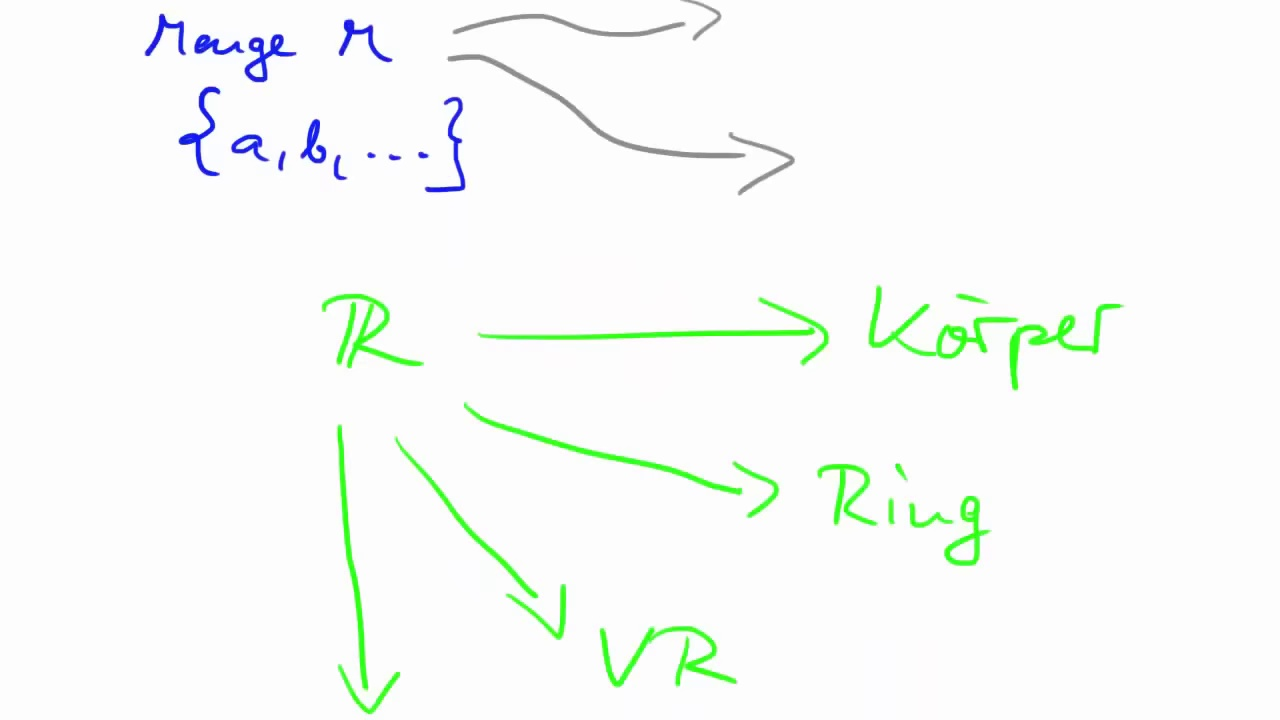 Menge M
{a, b, ...}
ℝ
Körper
Ring
VR